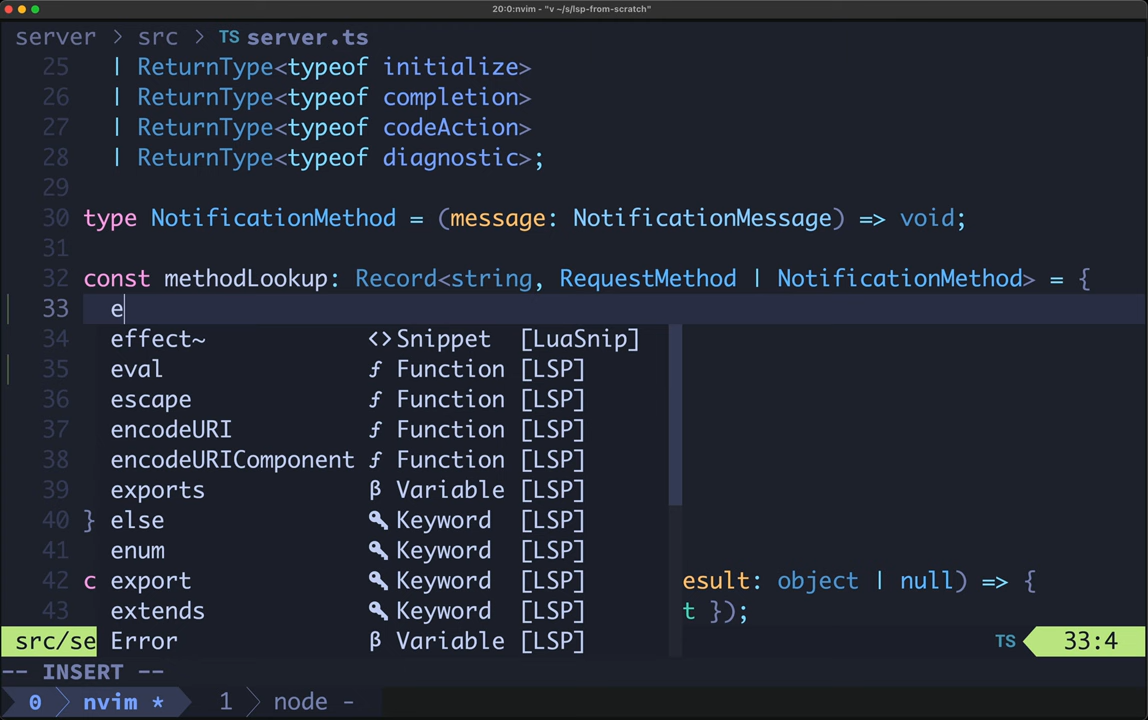 20:0:nvim - "v ~/s/lsp-from-scratch"
server > src > TS server.ts
25 | ReturnType<typeof initialize>
26 | ReturnType<typeof completion>
27 | ReturnType<typeof codeAction>
28 | ReturnType<typeof diagnostic>;
29
30 type NotificationMethod = (message: NotificationMessage) => void;
31
32 const methodLookup: Record<string, RequestMethod | NotificationMethod> = {
33 e
34 effect~ <> Snippet [LuaSnip]
35 eval ƒ Function [LSP]
36 escape ƒ Function [LSP]
37 encodeURI ƒ Function [LSP]
38 encodeURIComponent ƒ Function [LSP]
39 exports β Variable [LSP]
40 } else Keyword [LSP]
41 enum Keyword [LSP]
42 c export Keyword [LSP] esult: object | null) => {
43 extends Keyword [LSP] t });
src/se Error β Variable [LSP] TS 33:4
-- INSERT --
0 nvim * 1 node -